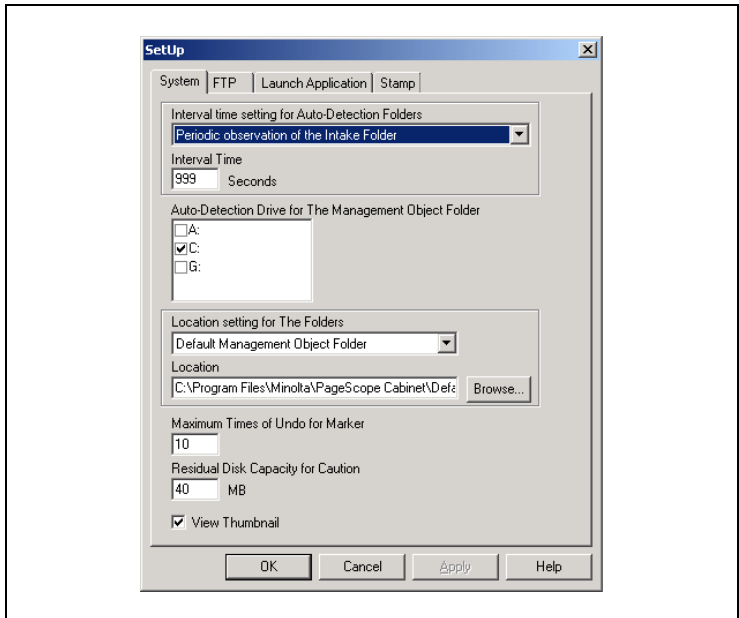 SetUp
System FTP Launch Application Stamp
Interval time setting for Auto-Detection Folders
Periodic observation of the Intake Folder
Interval Time
999 Seconds
Auto-Detection Drive for The Management Object Folder
A:
C:
G:
Location setting for The Folders
Default Management Object Folder
Location
C:\Program Files\Minolta\PageScope Cabinet\Defa Browse...
Maximum Times of Undo for Marker
10
Residual Disk Capacity for Caution
40 MB
View Thumbnail
OK Cancel Apply Help